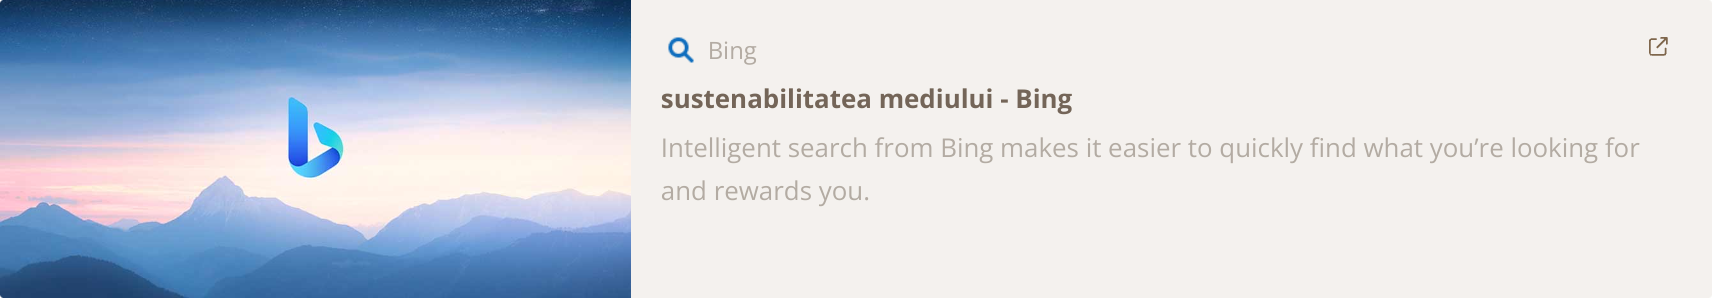 Bing
sustenabilitatea mediului - Bing
Intelligent search from Bing makes it easier to quickly find what you’re looking for
and rewards you.